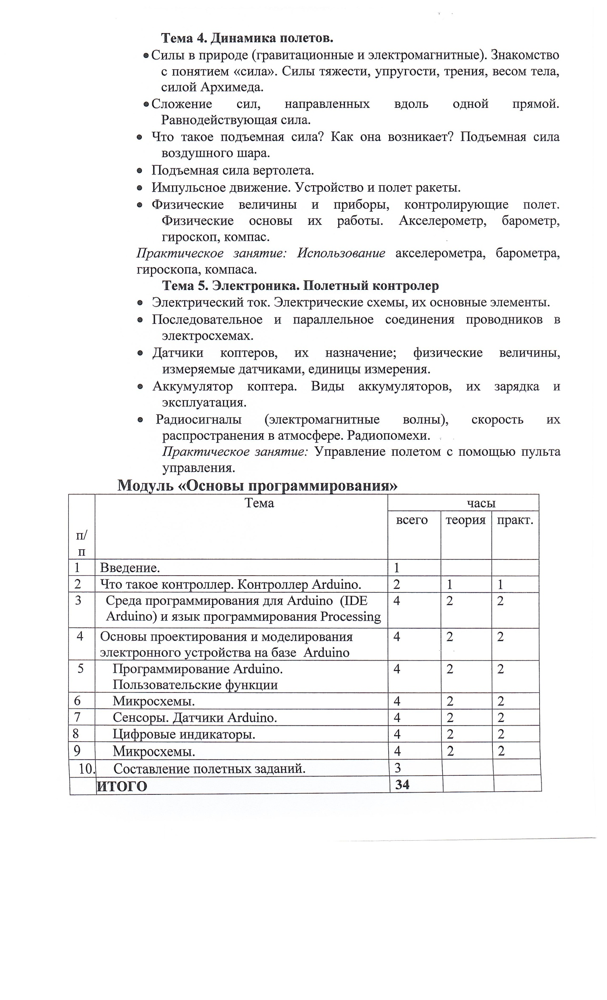 Тема 4. Динамика полетов.
•Силы в природе (гравитационные и электромагнитные). Знакомство
с понятием «сила». Силы тяжести, упругости, трения, весом тела,
силой Архимеда.
•Сложение сил, направленных вдоль одной прямой.
Равнодействующая сила.
• Что такое подъемная сила? Как она возникает? Подъемная сила
воздушного шара.
• Подъемная сила вертолета.
• Импульсное движение. Устройство и полет ракеты.
• Физические величины и приборы, контролирующие полет.
Физические основы их работы. Акселерометр, барометр,
гироскоп, компас.
Практическое занятие: Использование акселерометра, барометра,
гироскопа, компаса.
Тема 5. Электроника. Полетный контролер
• Электрический ток. Электрические схемы, их основные элементы.
• Последовательное и параллельное соединения проводников в
электросхемах.
• Датчики коптеров, их назначение; физические величины,
измеряемые датчиками, единицы измерения.
• Аккумулятор коптера. Виды аккумуляторов, их зарядка и
эксплуатация.
• Радиосигналы (электромагнитные волны), скорость их
распространения в атмосфере. Радиопомехи.
Практическое занятие: Управление полетом с помощью пульта
управления.
Модуль «Основы программирования»
Тема часы
всего теория практ.
п/
п
1 Введение. 1
2 Что такое контроллер. Контроллер Arduino. 2 1 1
3 Среда программирования для Arduino (IDE 4 2 2
Arduino) и язык программирования Processing
4 Основы проектирования и моделирования 4 2 2
электронного устройства на базе Arduino
5 Программирование Arduino. 4 2 2
Пользовательские функции
6 Микросхемы. 4 2 2
7 Сенсоры. Датчики Arduino. 4 2 2
8 Цифровые индикаторы. 4 2 2
9 Микросхемы. 4 2 2
10. Составление полетных заданий. 3
ИТОГО 34